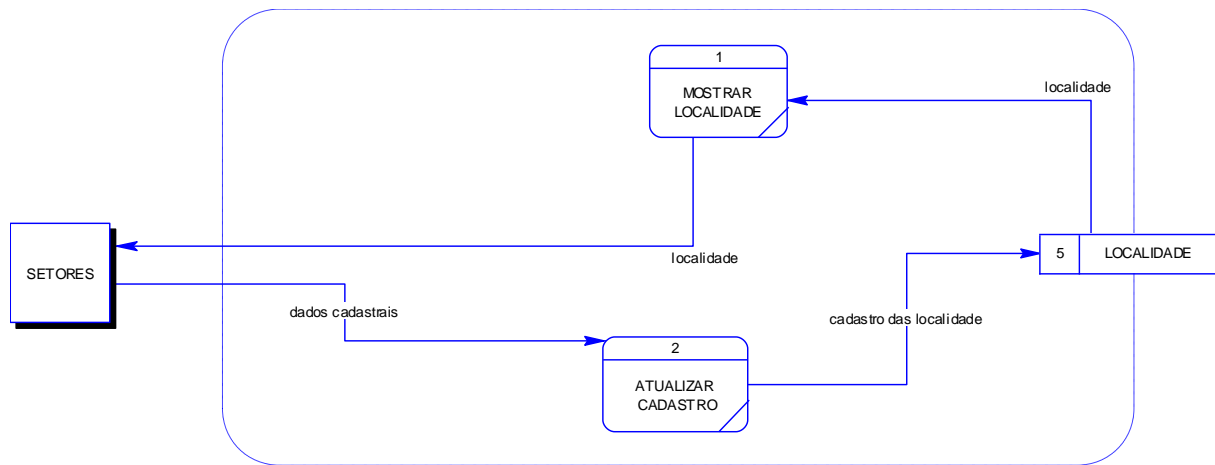 1
MOSTRAR
LOCALIDADE
localidade
SETORES
localidade
5 LOCALIDADE
dados cadastrais
cadastro das localidade
2
ATUALIZAR
CADASTRO